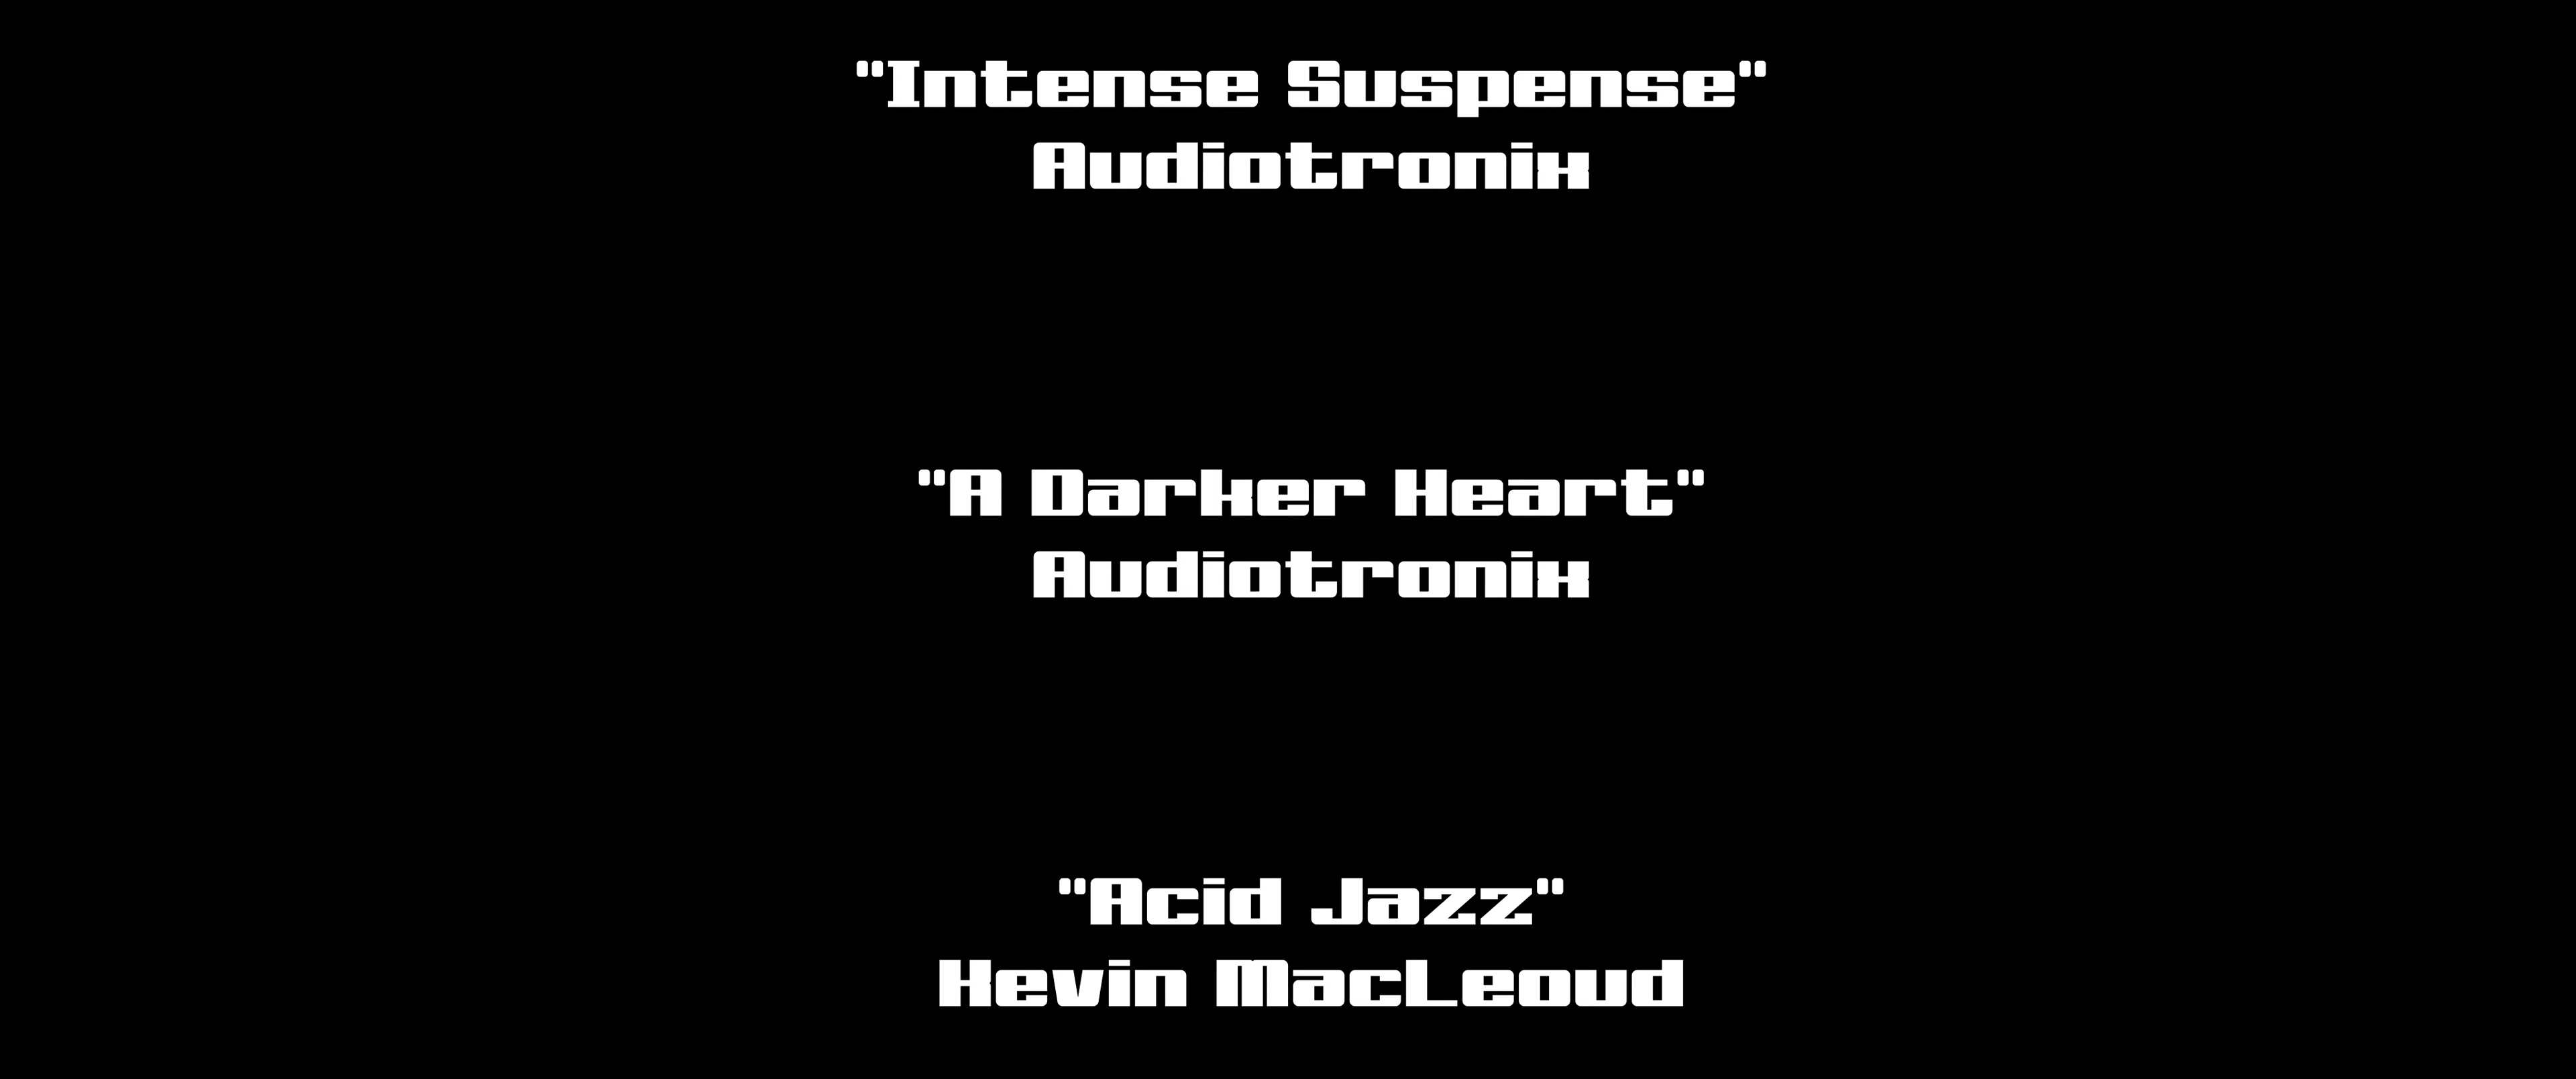 "Intense Suspense"
Audiotronix
"A Darker Heart"
Audiotronix
"Acid Jazz"
Kevin MacLeoud